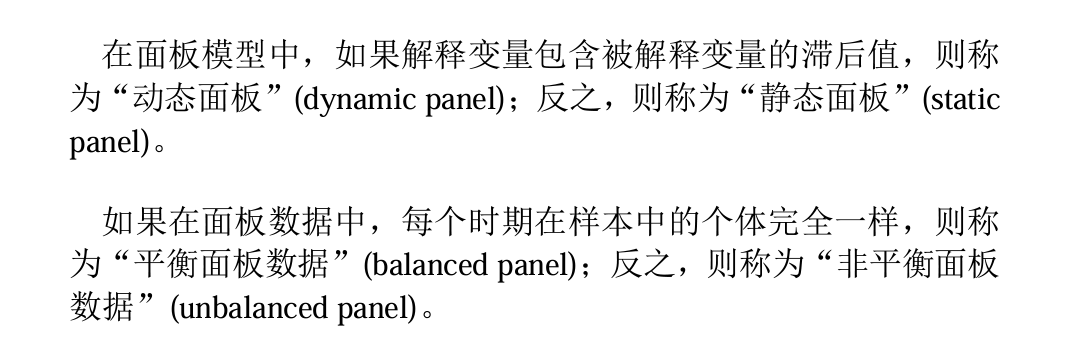 在面板模型中，如果解释变量包含被解释变量的滞后值，则称
为“动态面板”(dynamic panel)；反之，则称为“静态面板”(static
panel)。
如果在面板数据中，每个时期在样本中的个体完全一样，则称
为“平衡面板数据”(balanced panel)；反之，则称为“非平衡面板
数据”(unbalanced panel)。